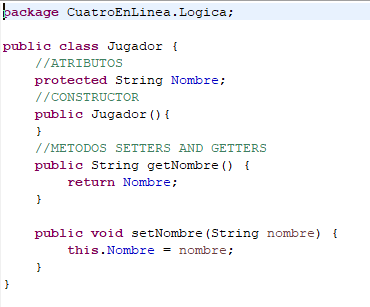 package CuatroEnLinea.Logica;
public class Jugador {
//ATRIBUTOS
protected String Nombre;
//CONSTRUCTOR
public Jugador(){
}
//METODOS SETTERS AND GETTERS
public String getNombre() {
return Nombre;
}
public void setNombre(String nombre) {
this.Nombre = nombre;
}
}